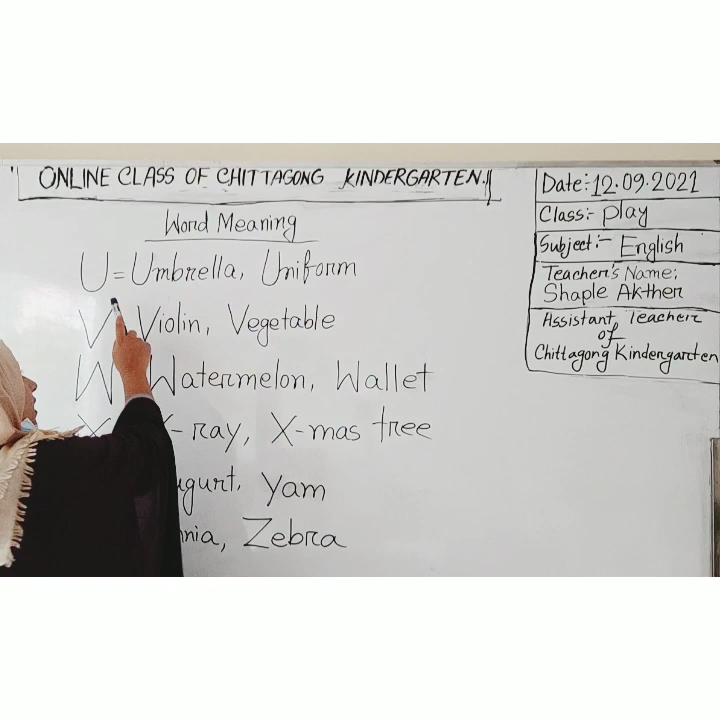 ONLINE CLASS OF CHITTAGONG KINDERGARTEN.
Word Meaning
U = Umbrella, Uniform
V Violin, Vegetable
W Watermelon, Wallet
X X-ray, X-mas tree
Yam
Zebra
Date:- 12.09.2021
Class:- Play
Subject:- English
Teacher's Name:
Shaple Akther
Assistant Teacher
of
Chittagong Kindergarten